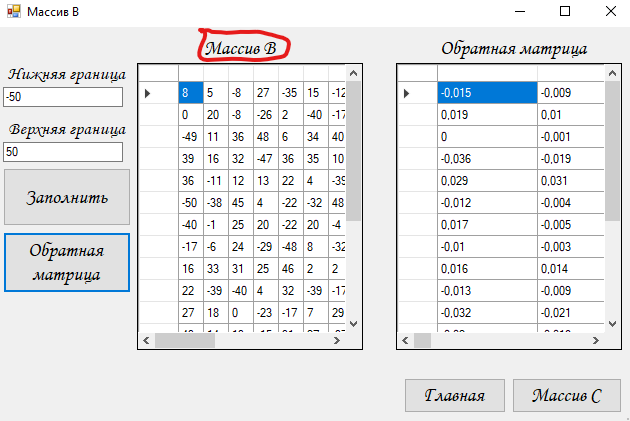 Массив В
Массив В
Обратная матрица
Нижняя граница
-50
Верхняя граница
50
Заполнить
Обратная
матрица
8 5 -8 27 -35 15 -12
0 20 -8 -26 2 -40 -17
-49 11 36 48 6 34 40
39 16 32 -47 36 35 10
36 -11 12 13 22 4 -39
-50 -38 45 4 -22 -32 48
-40 -1 25 20 -22 20 -4
-17 -6 24 -29 -48 8 -32
16 33 31 25 46 2 2
22 -39 -40 4 32 -39 -17
27 18 0 -23 -17 7 29
-0,015 -0,009
0,019 0,01
0 -0,001
-0,036 -0,019
0,029 0,031
-0,012 -0,004
0,017 -0,005
-0,01 -0,003
0,016 0,014
-0,013 -0,009
-0,032 -0,021
Главная
Массив С